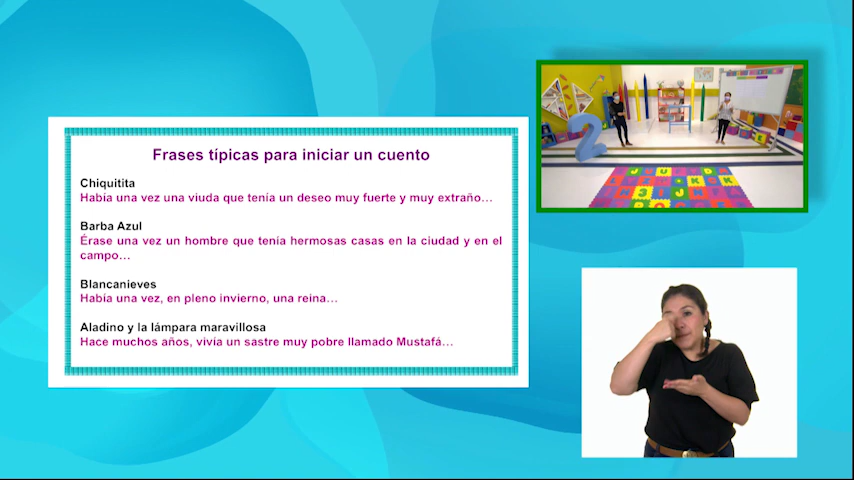 Frases típicas para iniciar un cuento
Chiquitita
Había una vez una viuda que tenía un deseo muy fuerte y muy extraño…
Barba Azul
Érase una vez un hombre que tenía hermosas casas en la ciudad y en el
campo…
Blancanieves
Había una vez, en pleno invierno, una reina…
Aladino y la lámpara maravillosa
Hace muchos años, vivía un sastre muy pobre llamado Mustafá…
2